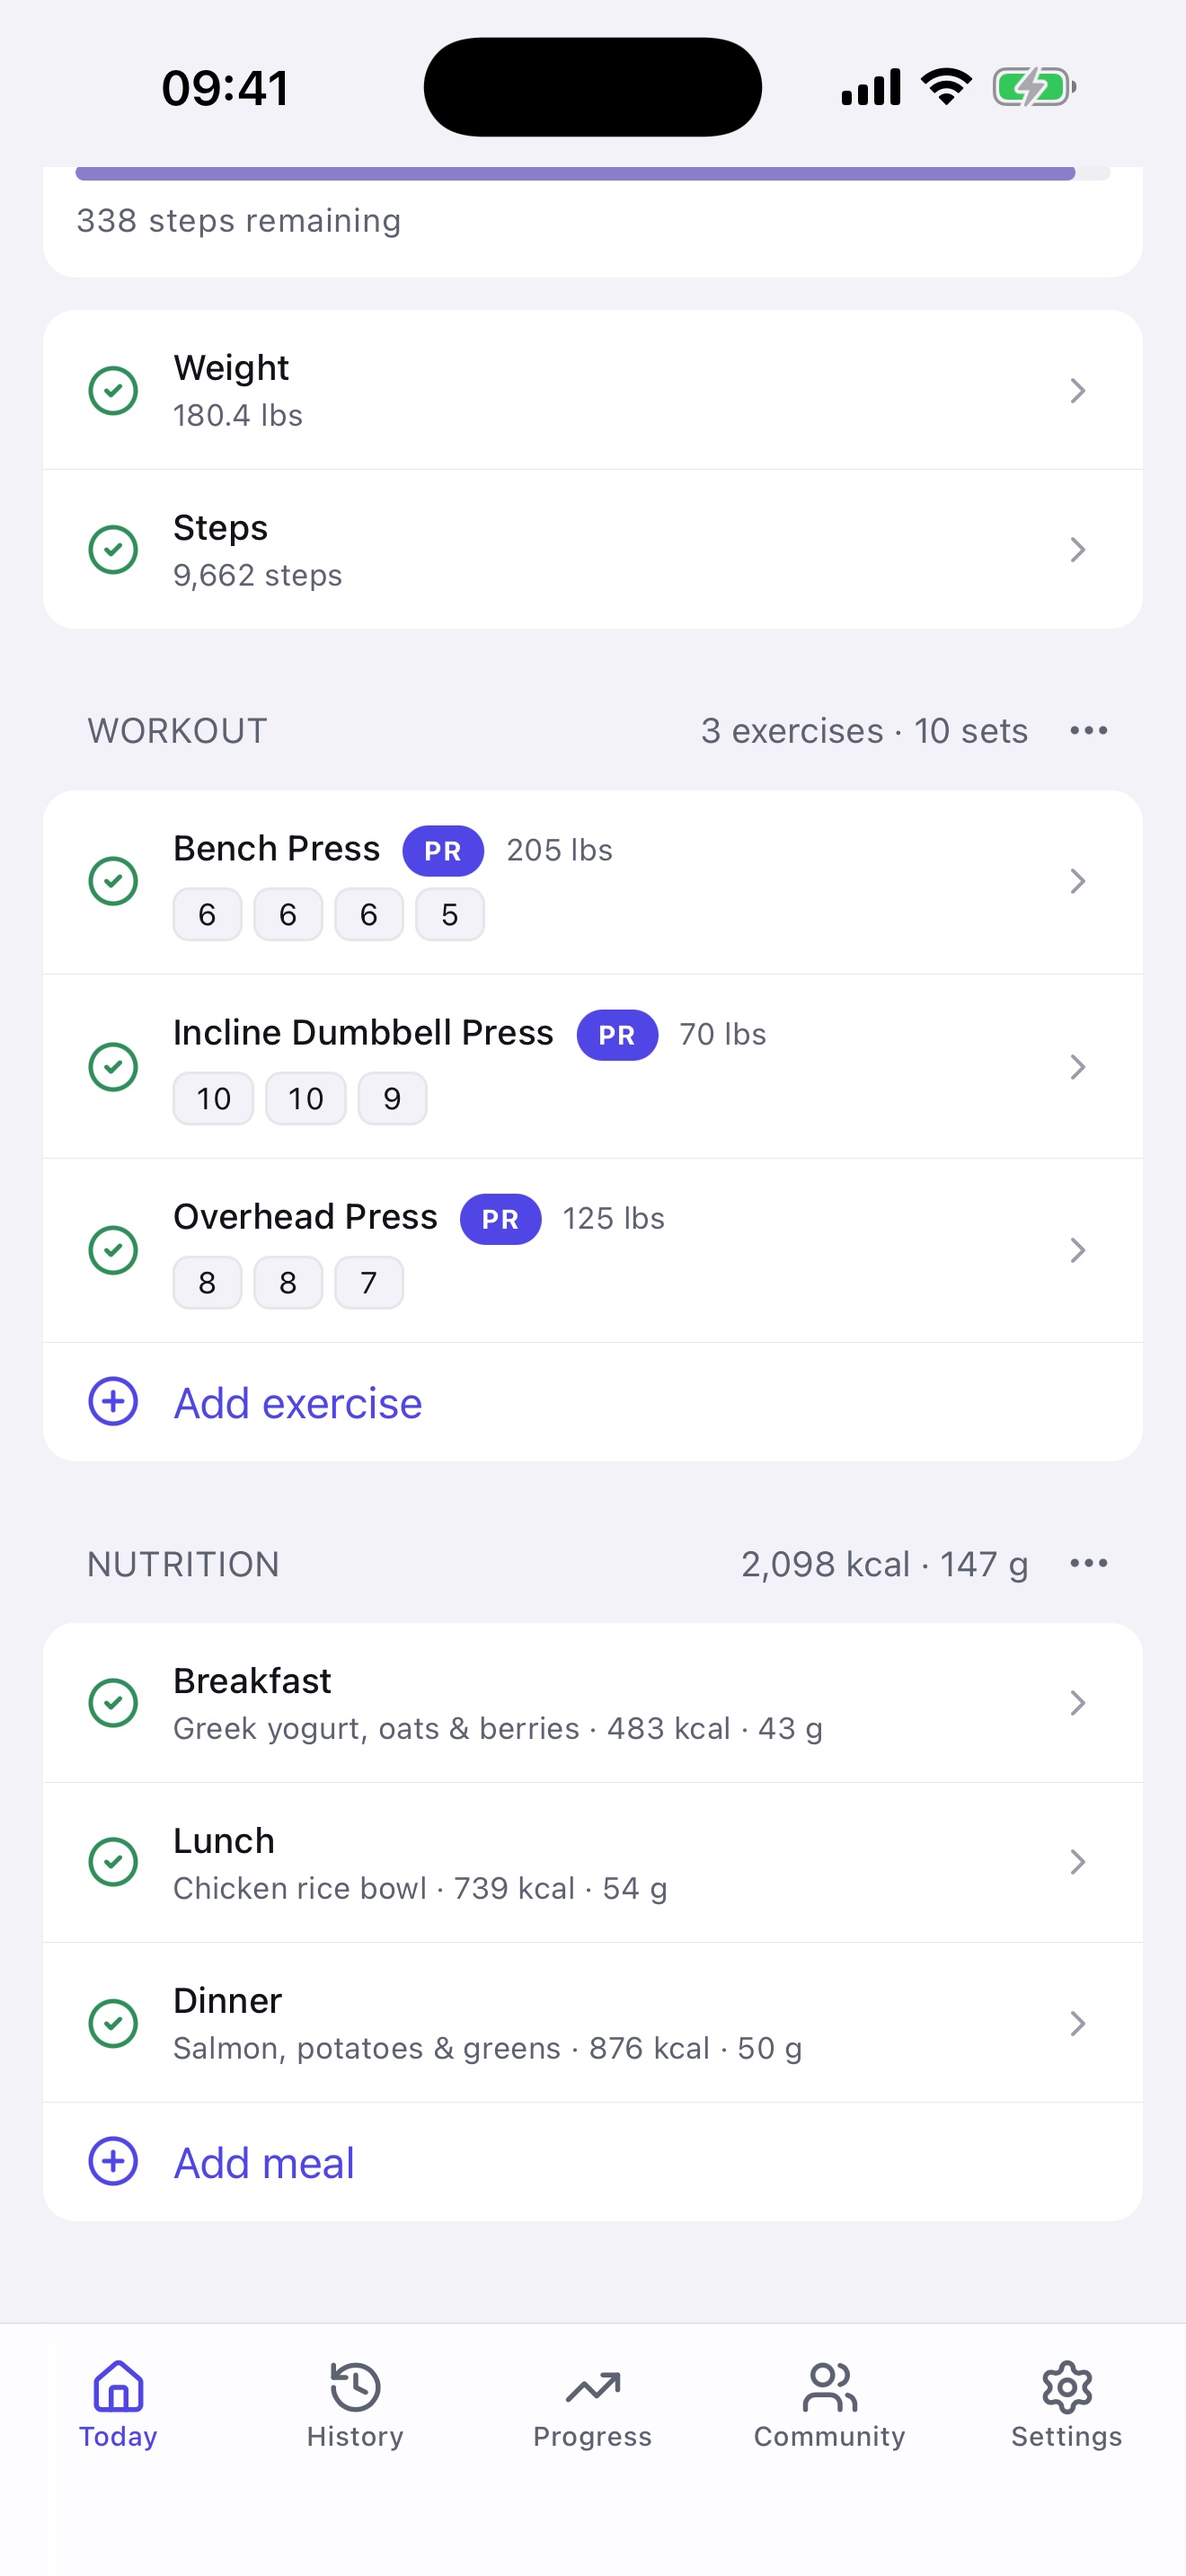 09:41
338 steps remaining
Weight
180.4 lbs
Steps
9,662 steps
WORKOUT 3 exercises · 10 sets
Bench Press PR 205 lbs
6 6 6 5
Incline Dumbbell Press PR 70 lbs
10 10 9
Overhead Press PR 125 lbs
8 8 7
Add exercise
NUTRITION 2,098 kcal · 147 g
Breakfast
Greek yogurt, oats & berries · 483 kcal · 43 g
Lunch
Chicken rice bowl · 739 kcal · 54 g
Dinner
Salmon, potatoes & greens · 876 kcal · 50 g
Add meal
Today History Progress Community Settings